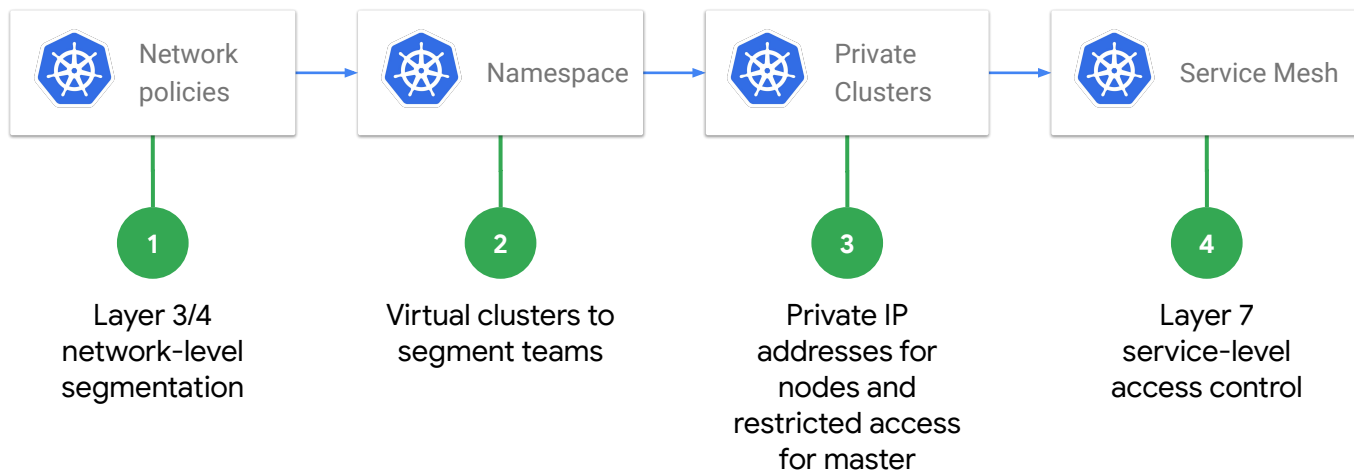 Network
policies
Namespace
Private
Clusters
Service Mesh
1
2
3
4
Layer 3/4
network-level
segmentation
Virtual clusters to
segment teams
Private IP
addresses for
nodes and
restricted access
for master
Layer 7
service-level
access control